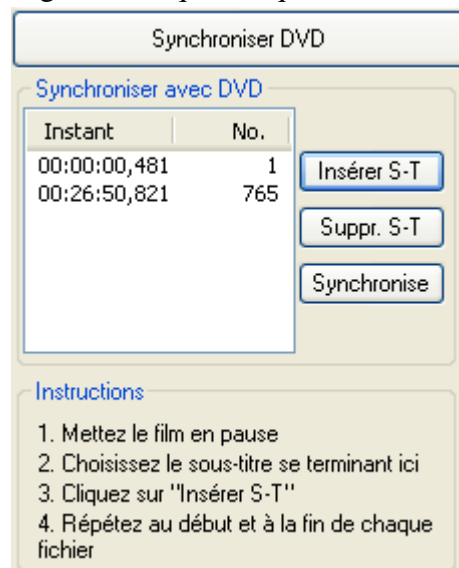 Synchroniser DVD
Synchroniser avec DVD
Instant No.
00:00:00,481 1
00:26:50,821 765
Insérer S-T
Suppr. S-T
Synchronise
Instructions
1. Mettez le film en pause
2. Choisissez le sous-titre se terminant ici
3. Cliquez sur "Insérer S-T"
4. Répétez au début et à la fin de chaque
fichier